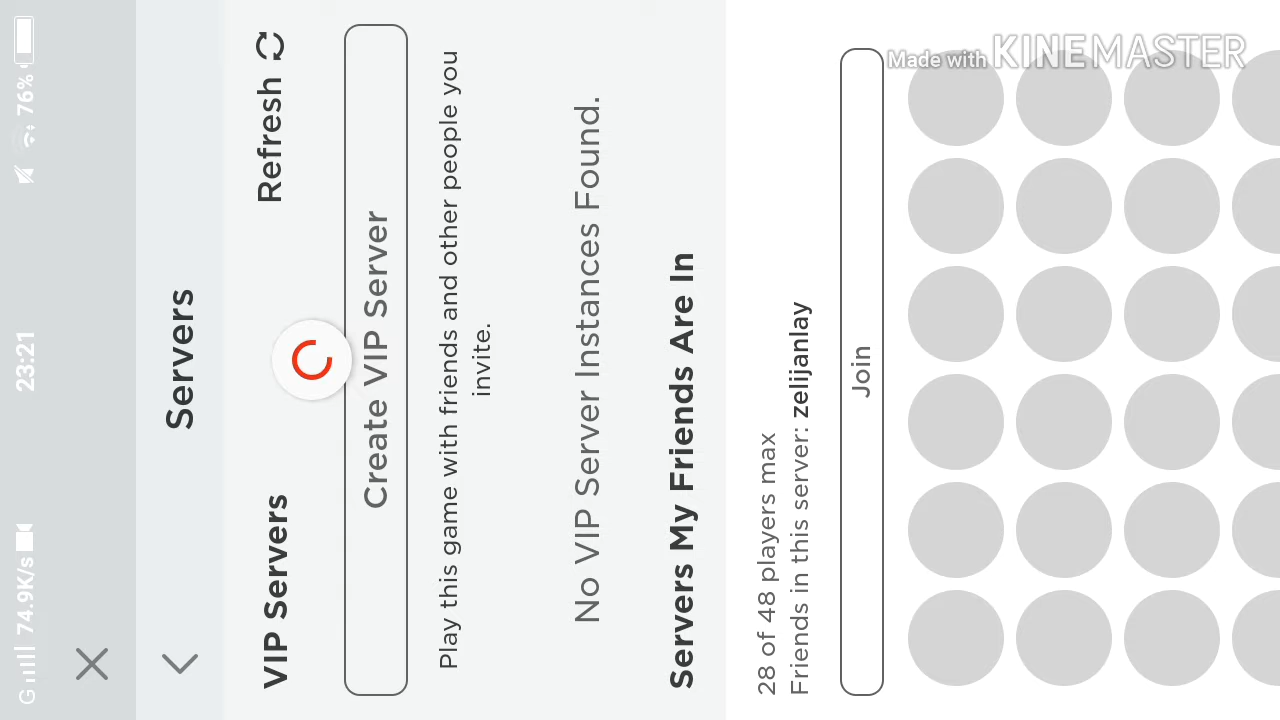 G 74.9K/s 23:21 76%
Servers
VIP Servers Refresh
Create VIP Server
Play this game with friends and other people you
invite.
No VIP Server Instances Found.
Servers My Friends Are In
28 of 48 players max
Friends in this server: zelijanlay
Join
Made with KINEMASTER